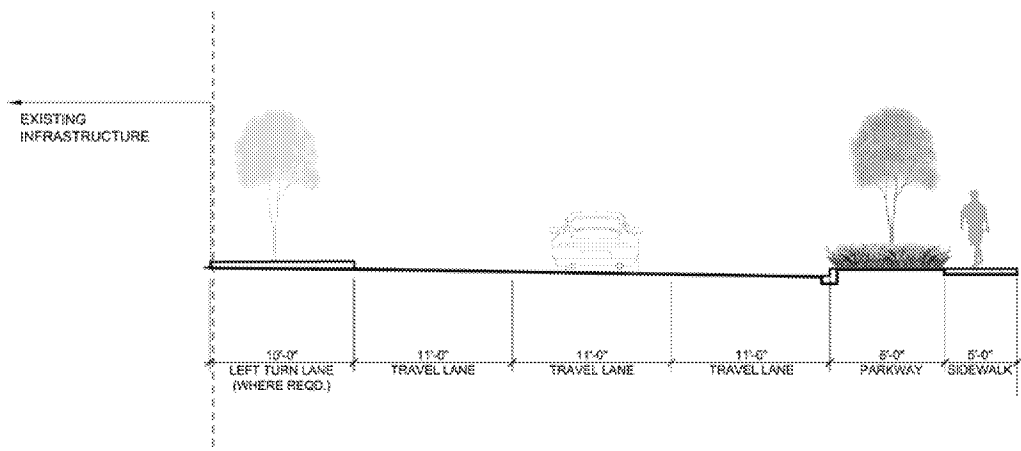 EXISTING
INFRASTRUCTURE
10'-0"
LEFT TURN LANE
(WHERE REQD.)
11'-0"
TRAVEL LANE
11'-0"
TRAVEL LANE
11'-0"
TRAVEL LANE
8'-0"
PARKWAY
5'-0"
SIDEWALK